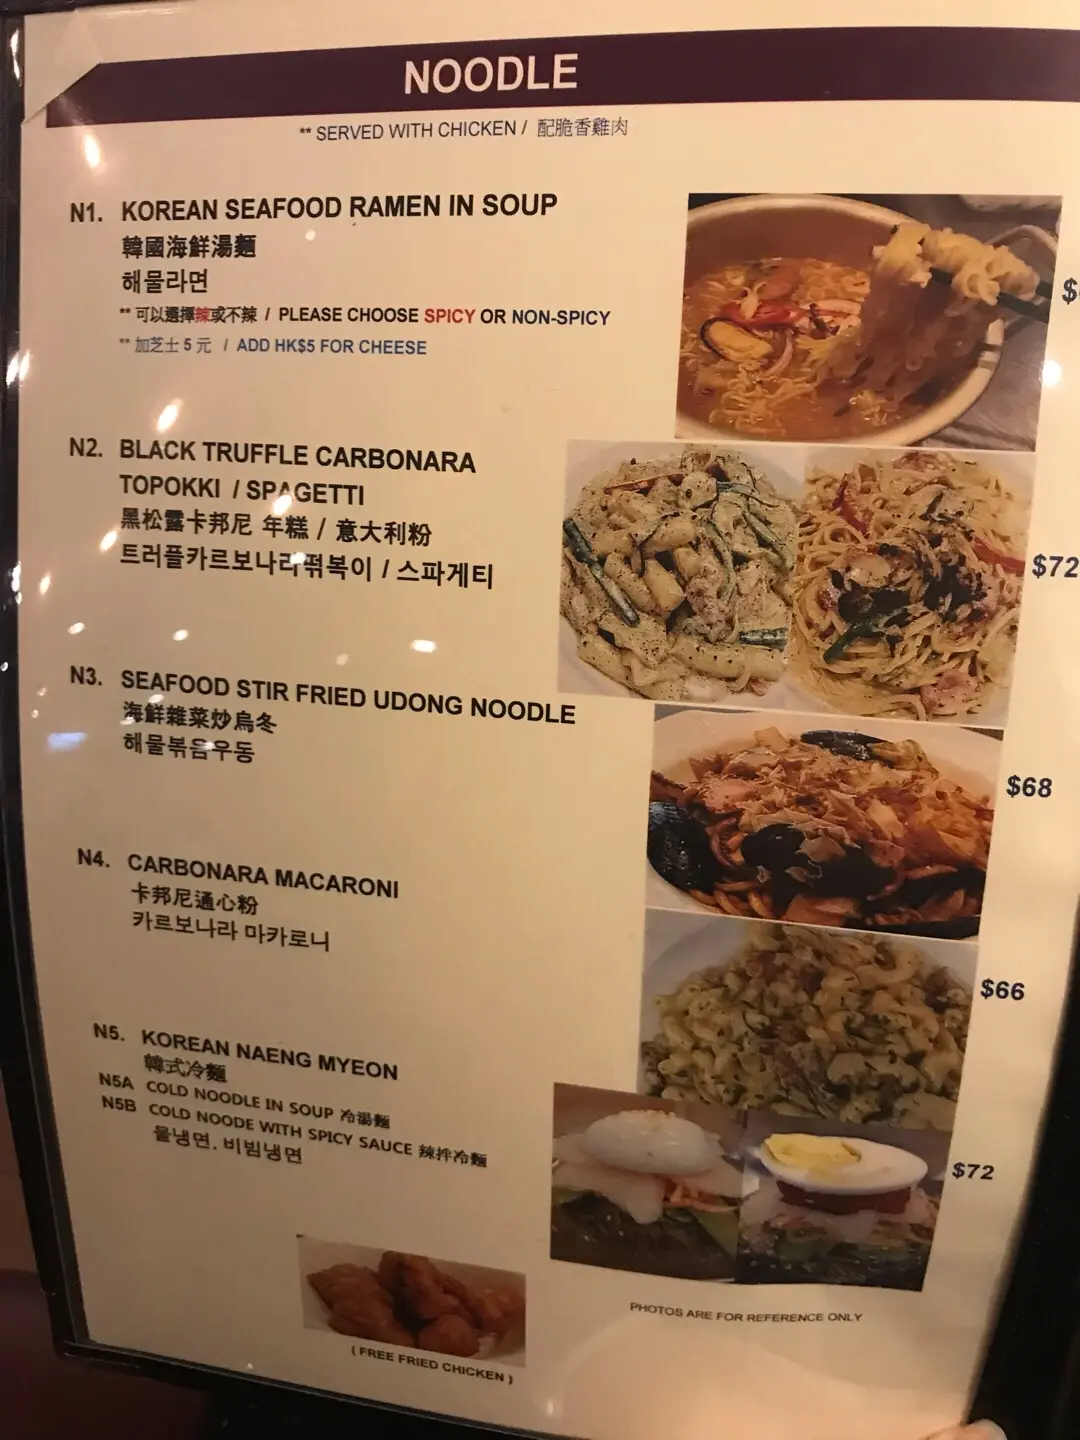 NOODLE
** SERVED WITH CHICKEN / 配脆香雞肉
N1. KOREAN SEAFOOD RAMEN IN SOUP
韓國海鮮湯麵
해물라면
** 可以選擇辣或不辣 / PLEASE CHOOSE SPICY OR NON-SPICY
** 加芝士 5 元 / ADD HK$5 FOR CHEESE
N2. BLACK TRUFFLE CARBONARA
TOPOKKI / SPAGETTI
黑松露卡邦尼 年糕 / 意大利粉
트러플카르보나라떡볶이 / 스파게티
$72
N3. SEAFOOD STIR FRIED UDONG NOODLE
海鮮雜菜炒烏冬
해물볶음우동
$68
N4. CARBONARA MACARONI
卡邦尼通心粉
카르보나라 마카로니
$66
N5. KOREAN NAENG MYEON
韓式冷麵
N5A COLD NOODLE IN SOUP 冷湯麵
N5B COLD NOODE WITH SPICY SAUCE 辣拌冷麵
물냉면. 비빔냉면
$72
PHOTOS ARE FOR REFERENCE ONLY
( FREE FRIED CHICKEN )